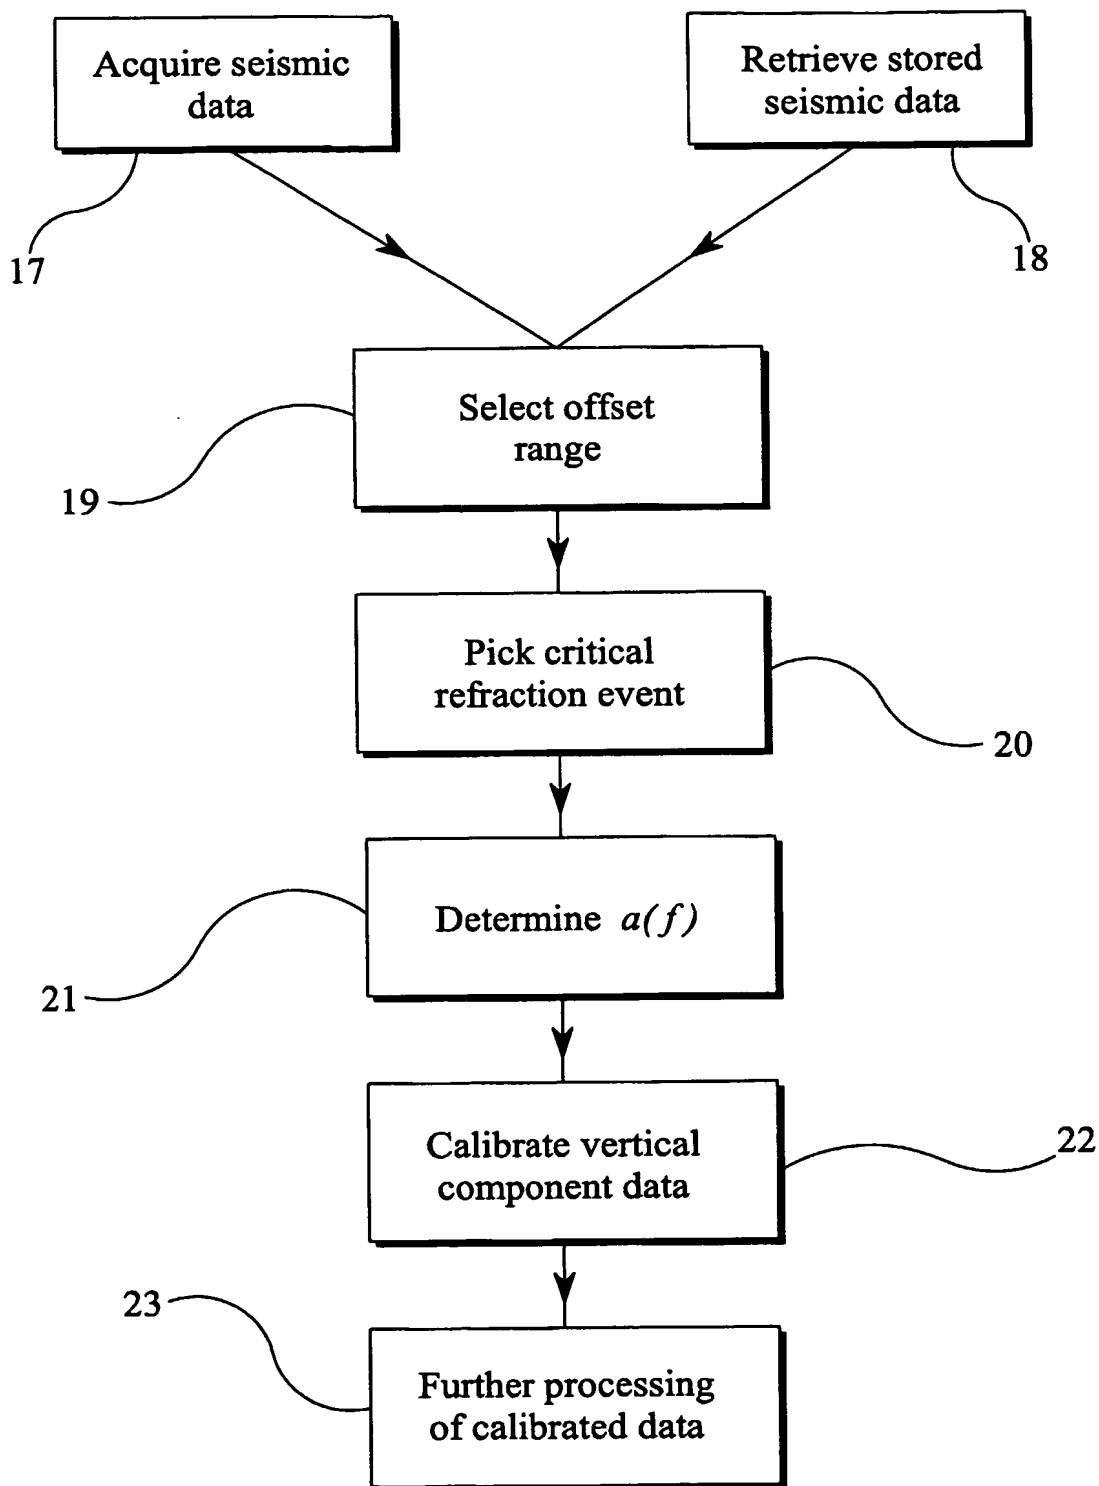 Acquire seismic
data
Retrieve stored
seismic data
17
18
Select offset
range
19
Pick critical
refraction event
20
Determine a(f)
21
Calibrate vertical
component data
22
23
Further processing
of calibrated data